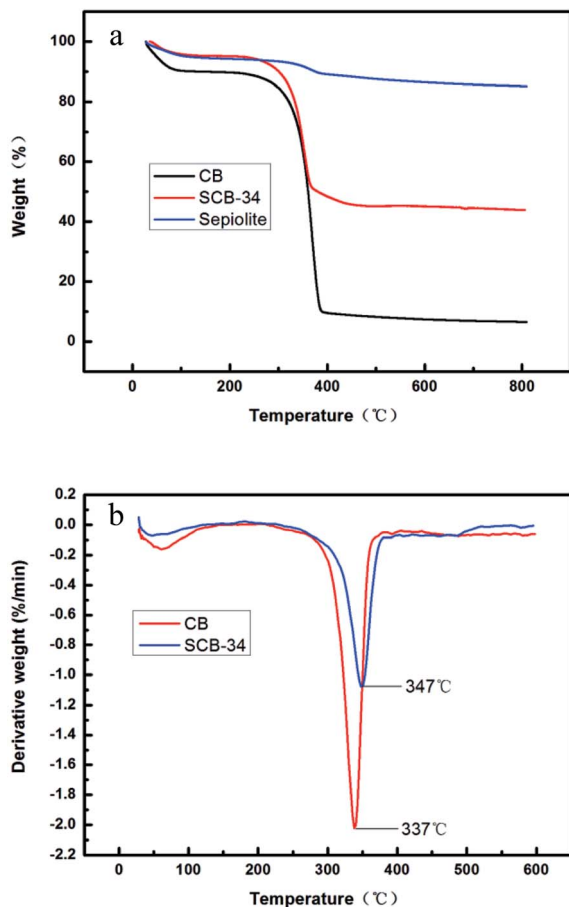 a
100
80
60
40
20
0
Weight（%）
CB
SCB-34
Sepiolite
0 200 400 600 800
Temperature（℃）
b
0.2
0.0
-0.2
-0.4
-0.6
-0.8
-1.0
-1.2
-1.4
-1.6
-1.8
-2.0
-2.2
Derivative weight (%/min)
CB
SCB-34
347℃
337℃
0 100 200 300 400 500 600
Temperature（℃）